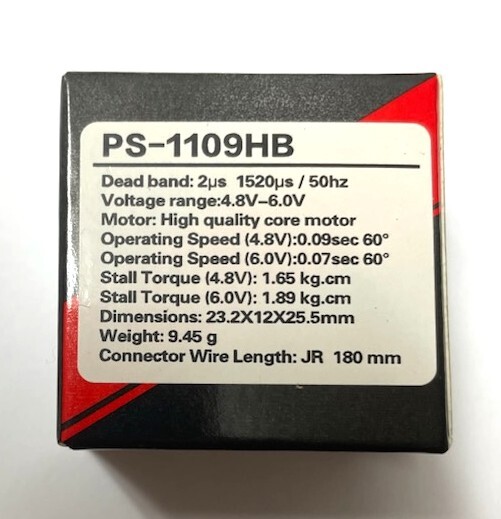 PS-1109HB
Dead band: 2µs 1520µs / 50hz
Voltage range:4.8V-6.0V
Motor: High quality core motor
Operating Speed (4.8V):0.09sec 60°
Operating Speed (6.0V):0.07sec 60°
Stall Torque (4.8V): 1.65 kg.cm
Stall Torque (6.0V): 1.89 kg.cm
Dimensions: 23.2X12X25.5mm
Weight: 9.45 g
Connector Wire Length: JR 180 mm